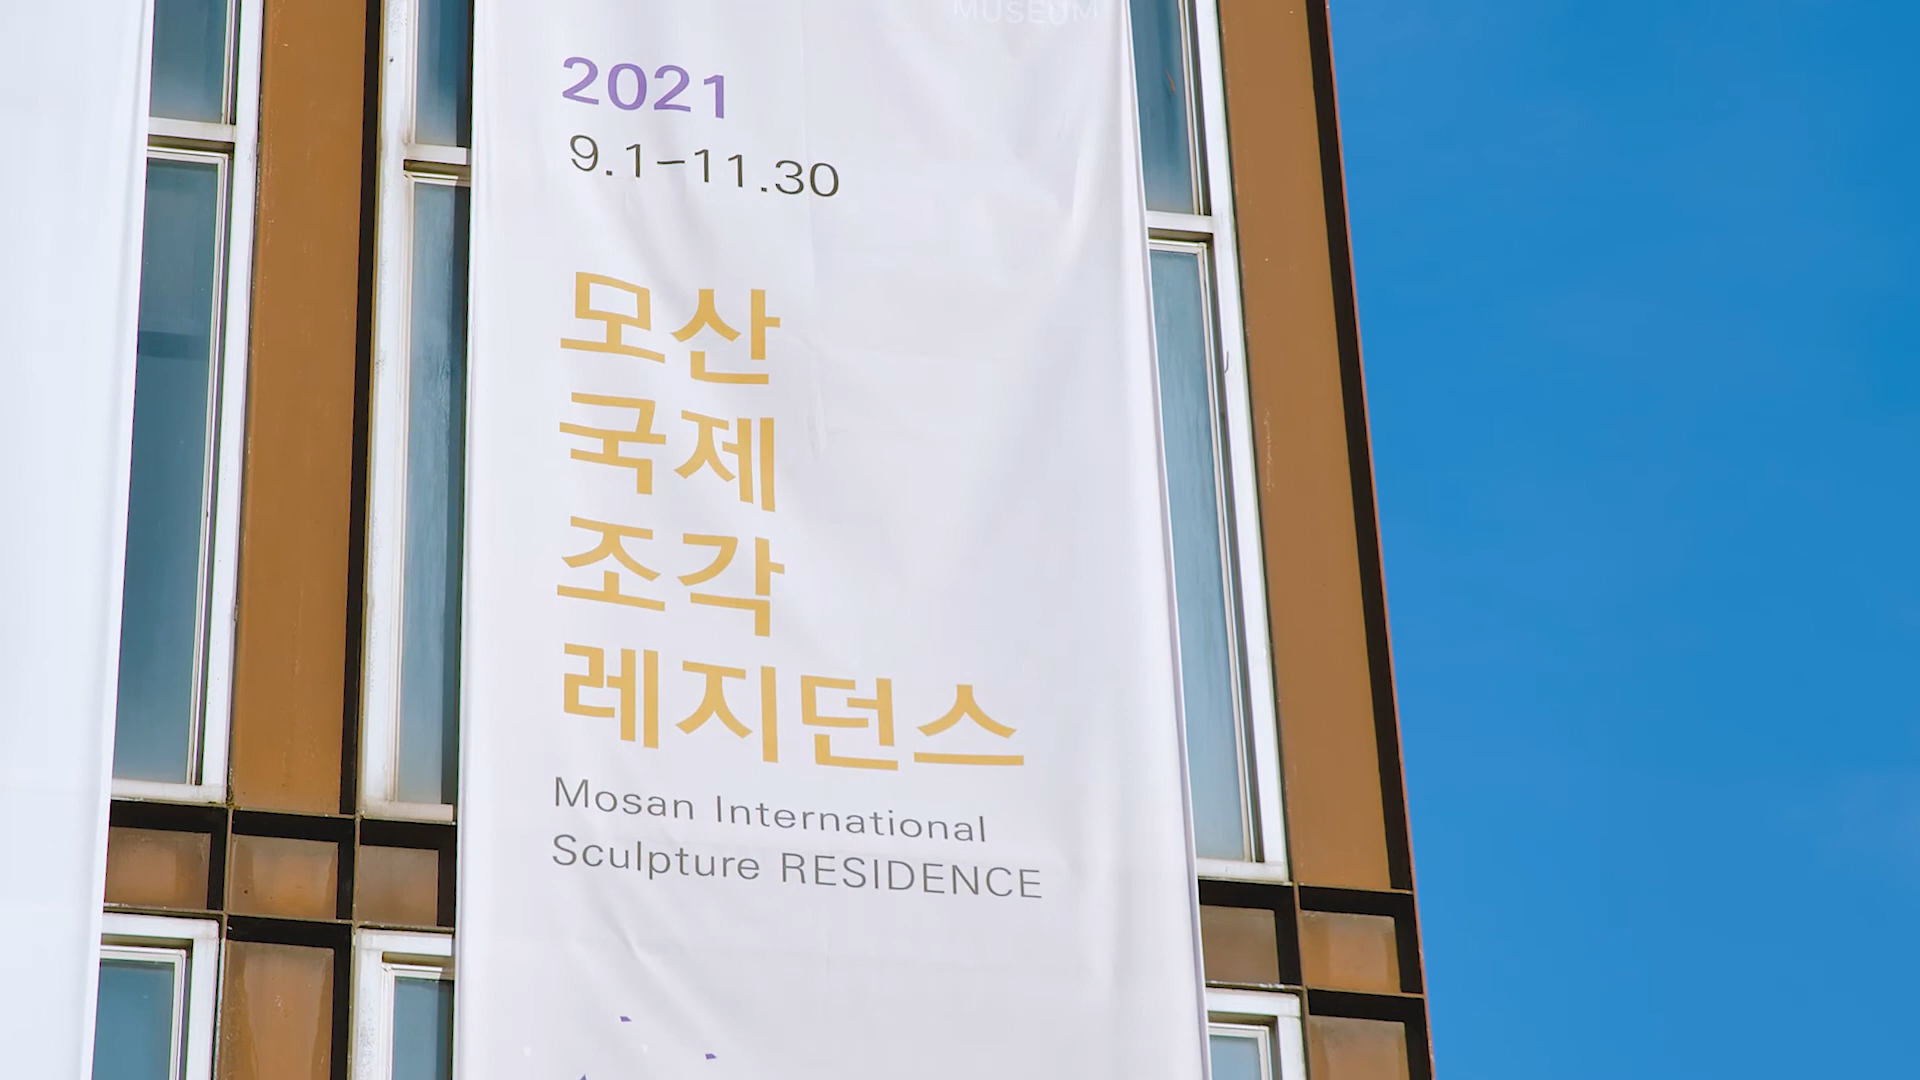 MUSEUM
2021
9.1-11.30
모산
국제
조각
레지던스
Mosan International
Sculpture RESIDENCE